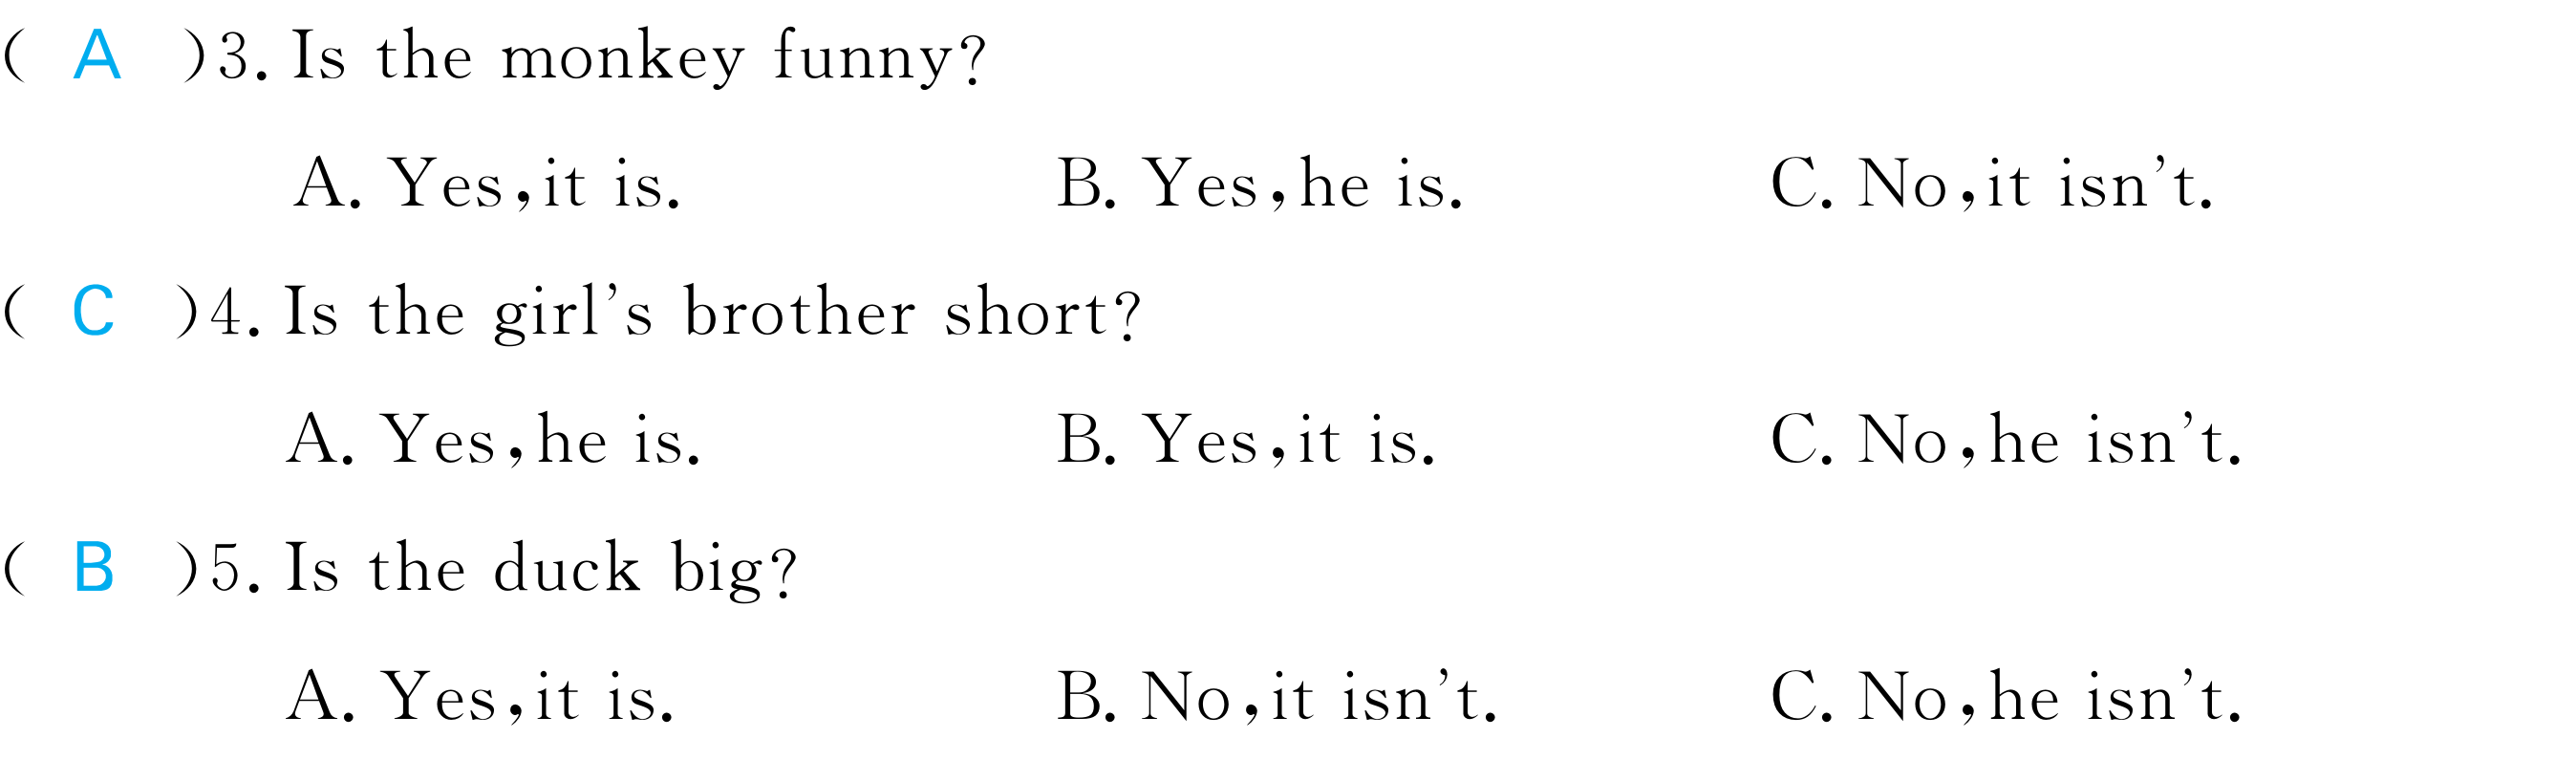 ( A )3. Is the monkey funny?
A. Yes,it is. B. Yes,he is. C. No,it isn't.
( C )4. Is the girl's brother short?
A. Yes,he is. B. Yes,it is. C. No,he isn't.
( B )5. Is the duck big?
A. Yes,it is. B. No,it isn't. C. No,he isn't.